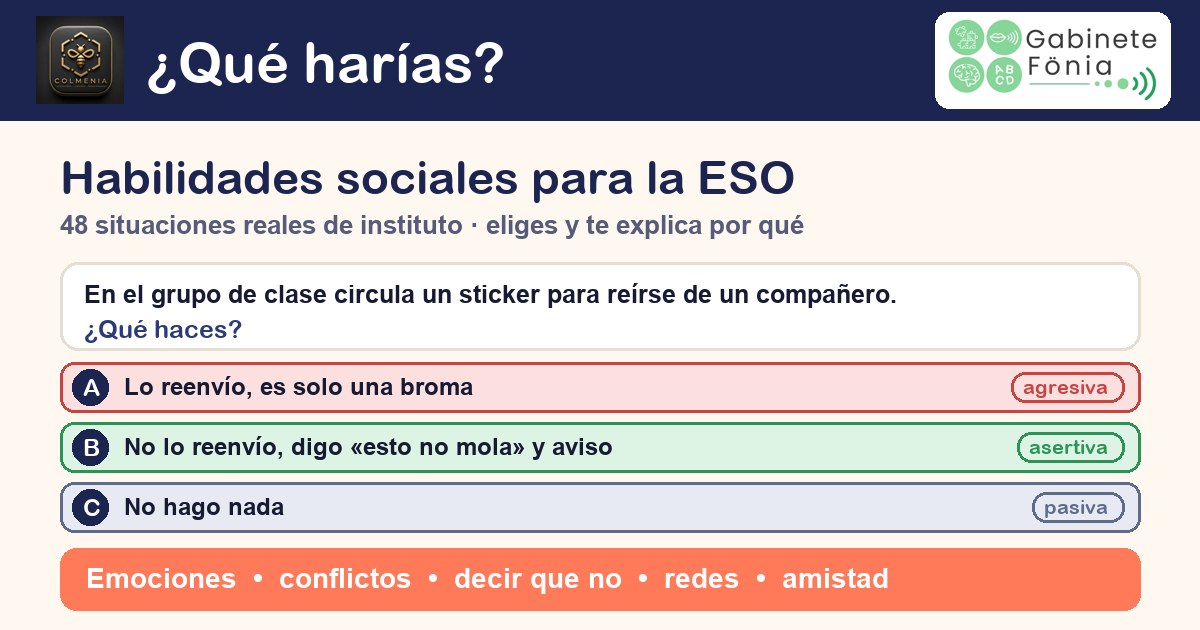 COLMENIA
¿Qué harías?
Gabinete
Fönia
AB
CD
Habilidades sociales para la ESO
48 situaciones reales de instituto · eliges y te explica por qué
En el grupo de clase circula un sticker para reírse de un compañero.
¿Qué haces?
A Lo reenvío, es solo una broma agresiva
B No lo reenvío, digo «esto no mola» y aviso asertiva
C No hago nada pasiva
Emociones • conflictos • decir que no • redes • amistad